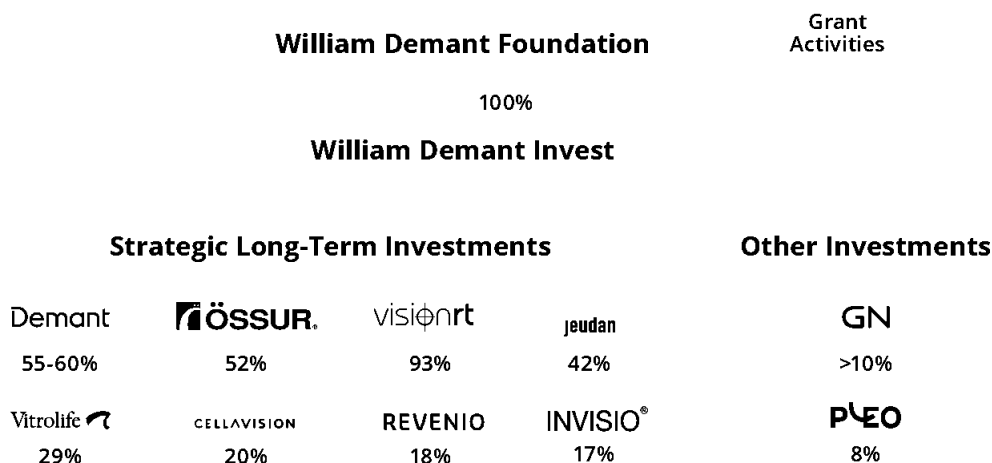 William Demant Foundation
Grant
Activities
100%
William Demant Invest
Strategic Long-Term Investments
Other Investments
Demant
ÖSSUR.
visionrt
jeudan
GN
55-60%
52%
93%
42%
>10%
Vitrolife
CELLAVISION
REVENIO
INVISIO®
PLEO
29%
20%
18%
17%
8%